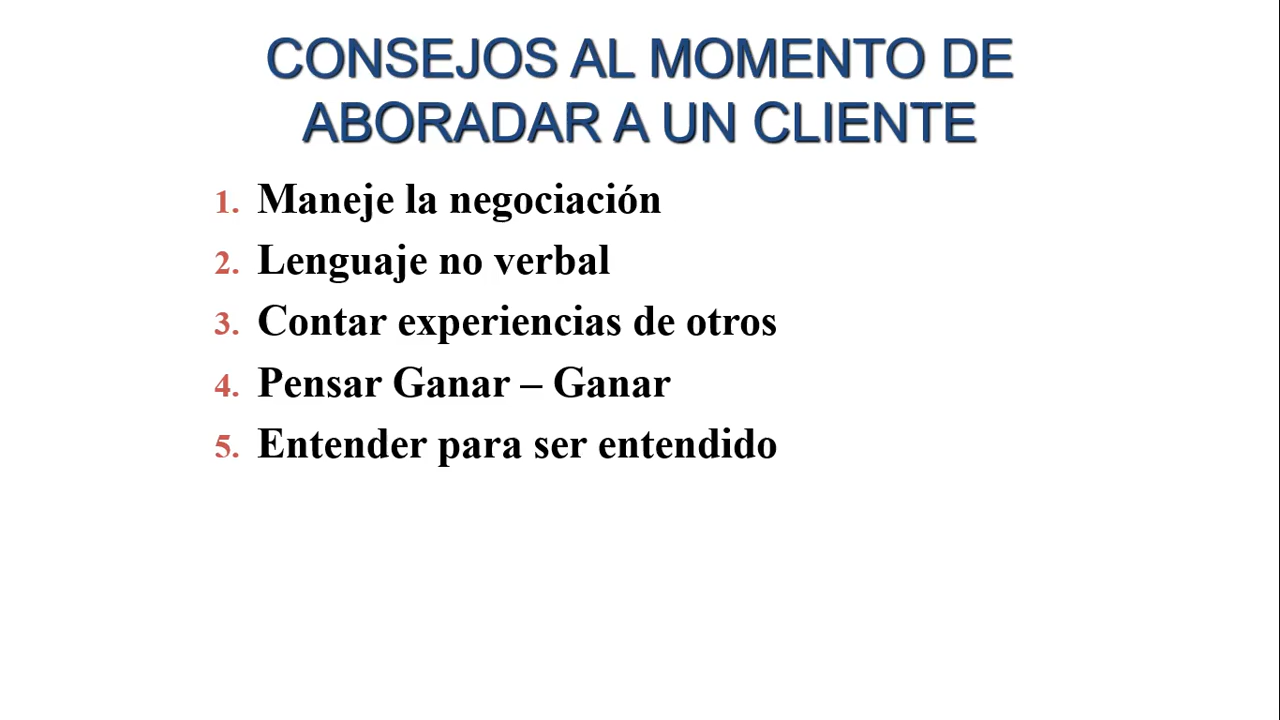 CONSEJOS AL MOMENTO DE
ABORADAR A UN CLIENTE
1. Maneje la negociación
2. Lenguaje no verbal
3. Contar experiencias de otros
4. Pensar Ganar – Ganar
5. Entender para ser entendido